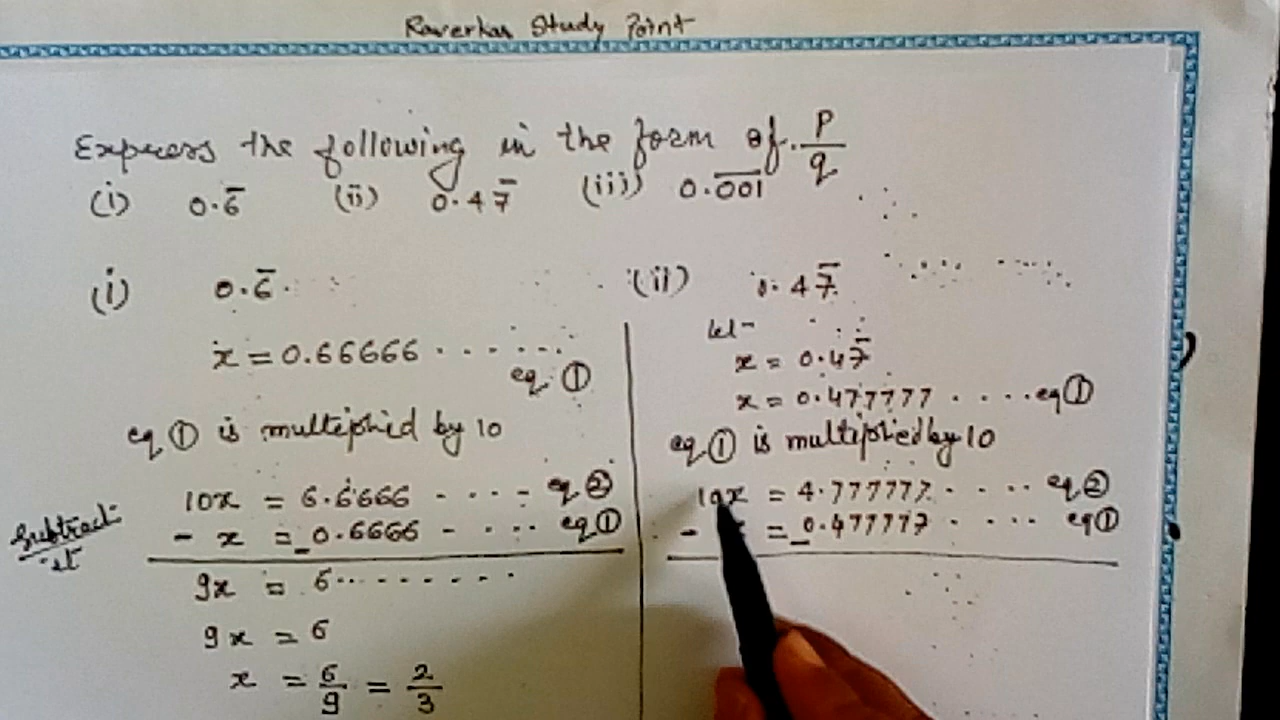 Raverkar Study Point
Express the following in the form of. P/q
(i) 0.6̅ (ii) 0.47̅ (iii) 0.0̅0̅1̅
(i) 0.6̅.
x = 0.66666 . . . . . .
eq. ①
eq ① is multiplied by 10
10x = 6.6666 - . . . - eq ②
- x = _0.6666 - . . . . eq ①
Subtract it
9x = 6 . . . . . . . .
9x = 6
x = 6/9 = 2/3
(ii) 0.47̅
let
x = 0.47̅
x = 0.477777 . . . . eq ①
eq ① is multiplied by 10
10x = 4.777777 . . . . eq ②
- = _0.477777 . . . . eq ①